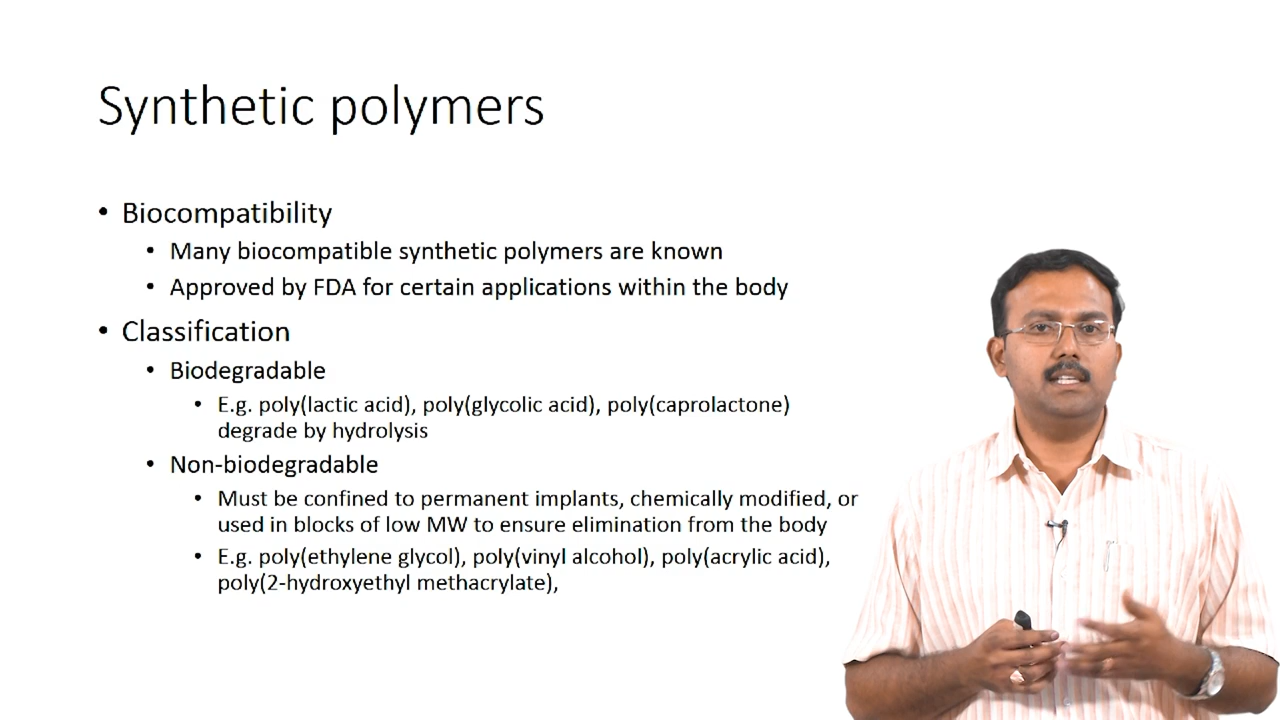 Synthetic polymers
• Biocompatibility
• Many biocompatible synthetic polymers are known
• Approved by FDA for certain applications within the body
• Classification
• Biodegradable
• E.g. poly(lactic acid), poly(glycolic acid), poly(caprolactone)
degrade by hydrolysis
• Non-biodegradable
• Must be confined to permanent implants, chemically modified, or
used in blocks of low MW to ensure elimination from the body
• E.g. poly(ethylene glycol), poly(vinyl alcohol), poly(acrylic acid),
poly(2-hydroxyethyl methacrylate),